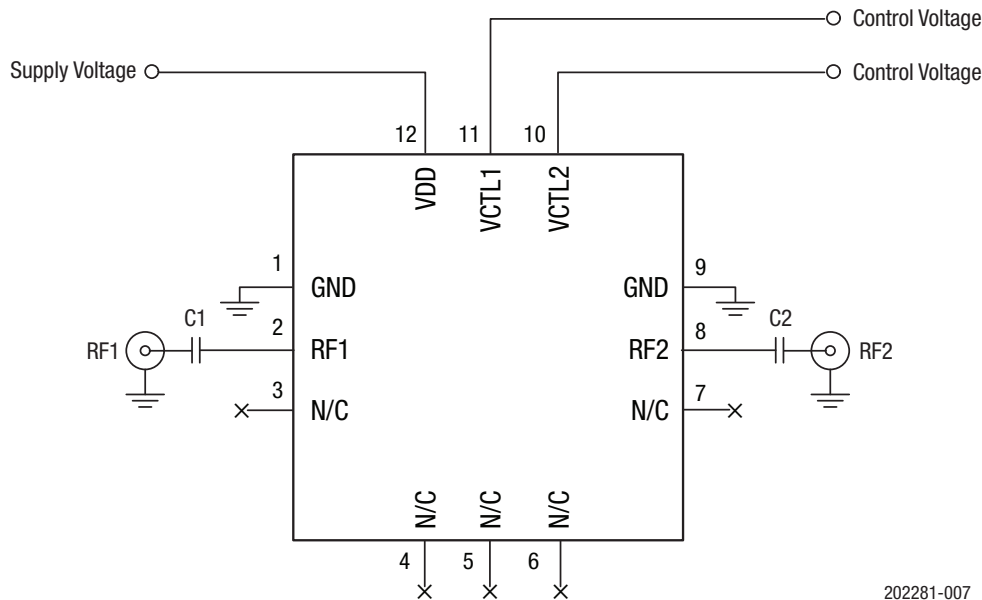 Control Voltage
Supply Voltage
Control Voltage
12
11
10
VDD
VCTL1
VCTL2
1
GND
GND
9
C1
2
RF1
RF1
RF2
8
C2
RF2
3
N/C
N/C
7
N/C
N/C
N/C
4
5
6
202281-007